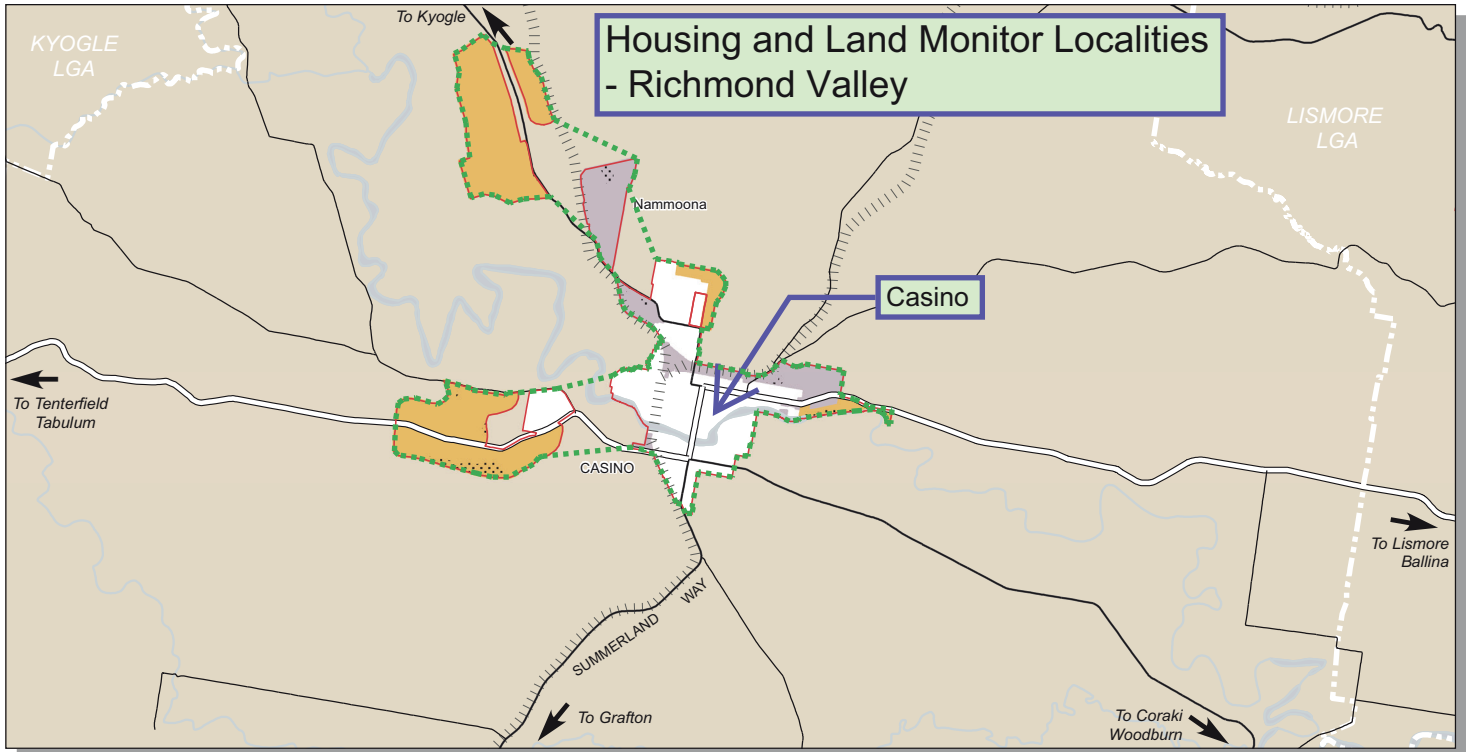 To Kyogle
KYOGLE
LGA
Housing and Land Monitor Localities
- Richmond Valley
LISMORE
LGA
Nammoona
Casino
To Tenterfield
Tabulum
CASINO
To Lismore
Ballina
SUMMERLAND WAY
To Grafton
To Coraki
Woodburn